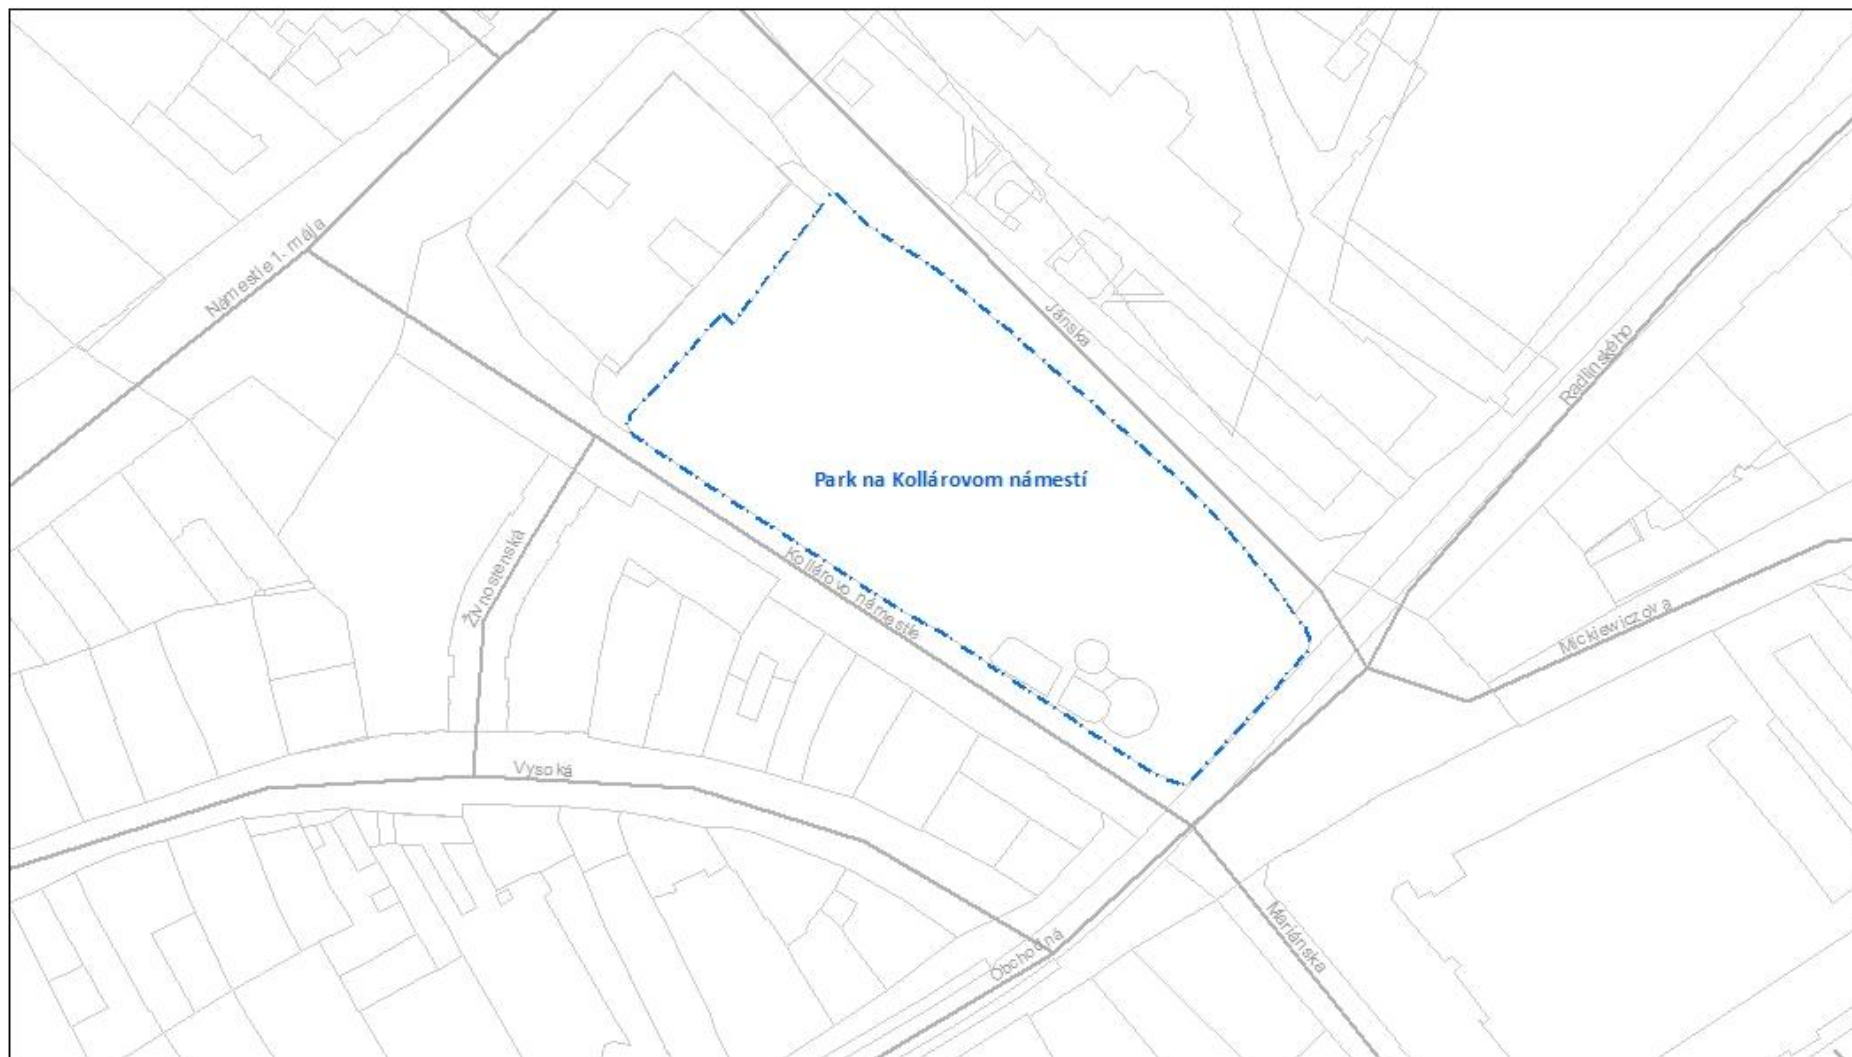 Námestie 1. mája
Jánska
Radlinského
Park na Kollárovom námestí
Živnostenská
Kollárovo námestie
Mickiewiczova
Vysoká
Obchodná
Mariánska